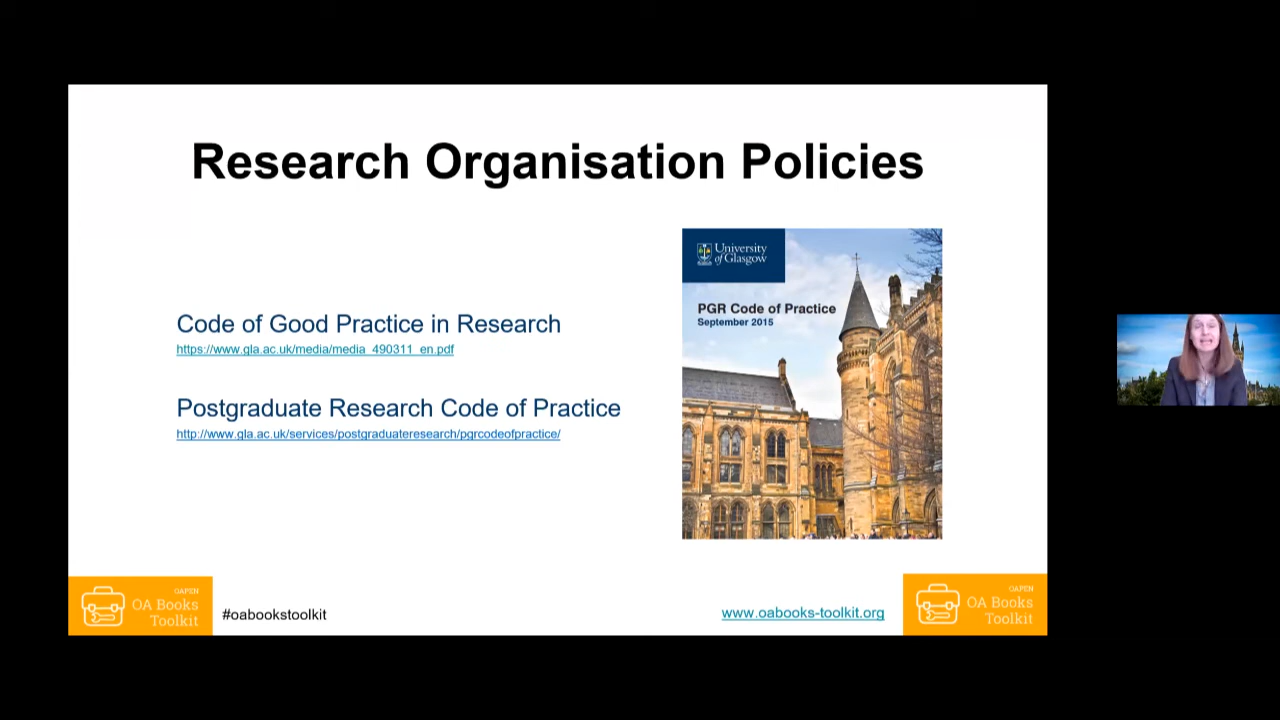 Research Organisation Policies
University
of Glasgow
PGR Code of Practice
September 2015
Code of Good Practice in Research
https://www.gla.ac.uk/media/media_490311_en.pdf
Postgraduate Research Code of Practice
http://www.gla.ac.uk/services/postgraduateresearch/pgrcodeofpractice/
OAPEN
OA Books
Toolkit
#oabookstoolkit
www.oabooks-toolkit.org
OAPEN
OA Books
Toolkit